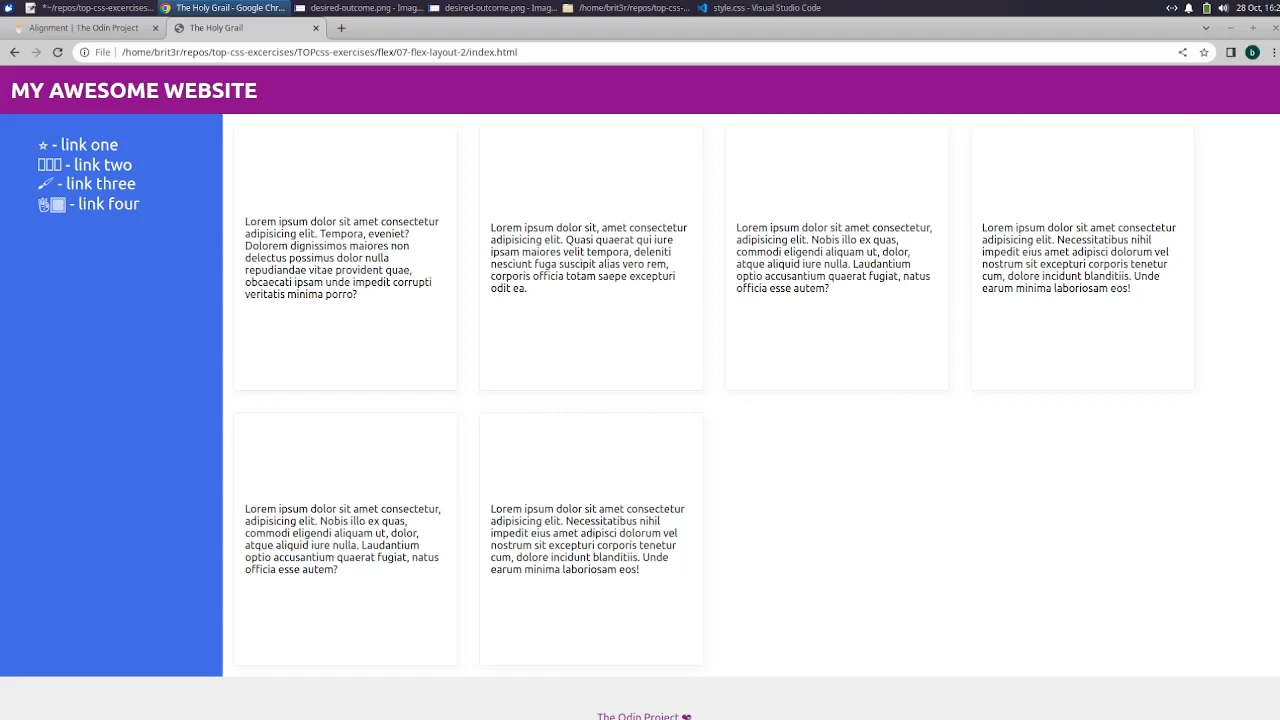 *~/repos/top-css-excercises...
The Holy Grail - Google Chr...
desired-outcome.png - Imag...
desired-outcome.png - Imag...
/home/brit3r/repos/top-css-...
style.css - Visual Studio Code
28 Oct, 16:2
Alignment | The Odin Project
The Holy Grail
File | /home/brit3r/repos/top-css-excercises/TOPcss-exercises/flex/07-flex-layout-2/index.html
b
MY AWESOME WEBSITE
☆ - link one
- link two
🖌 - link three
- link four
Lorem ipsum dolor sit amet consectetur
adipisicing elit. Tempora, eveniet?
Dolorem dignissimos maiores non
delectus possimus dolor nulla
repudiandae vitae provident quae,
obcaecati ipsam unde impedit corrupti
veritatis minima porro?
Lorem ipsum dolor sit, amet consectetur
adipisicing elit. Quasi quaerat qui iure
ipsam maiores velit tempora, deleniti
nesciunt fuga suscipit alias vero rem,
corporis officia totam saepe excepturi
odit ea.
Lorem ipsum dolor sit amet consectetur,
adipisicing elit. Nobis illo ex quas,
commodi eligendi aliquam ut, dolor,
atque aliquid iure nulla. Laudantium
optio accusantium quaerat fugiat, natus
officia esse autem?
Lorem ipsum dolor sit amet consectetur
adipisicing elit. Necessitatibus nihil
impedit eius amet adipisci dolorum vel
nostrum sit excepturi corporis tenetur
cum, dolore incidunt blanditiis. Unde
earum minima laboriosam eos!
Lorem ipsum dolor sit amet consectetur,
adipisicing elit. Nobis illo ex quas,
commodi eligendi aliquam ut, dolor,
atque aliquid iure nulla. Laudantium
optio accusantium quaerat fugiat, natus
officia esse autem?
Lorem ipsum dolor sit amet consectetur
adipisicing elit. Necessitatibus nihil
impedit eius amet adipisci dolorum vel
nostrum sit excepturi corporis tenetur
cum, dolore incidunt blanditiis. Unde
earum minima laboriosam eos!
The Odin Project